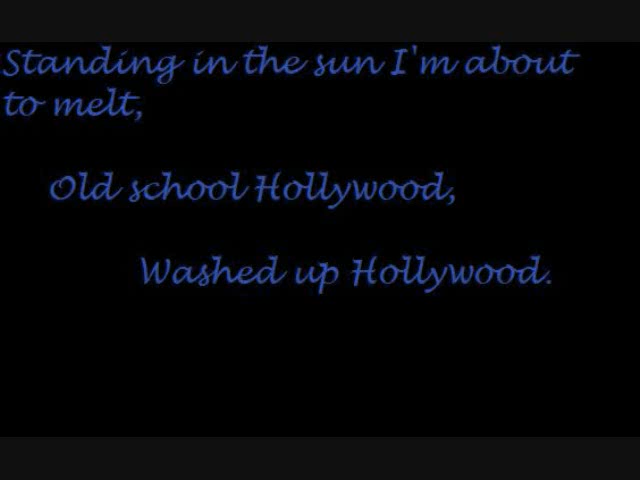 Standing in the sun I'm about
to melt,
Old school Hollywood,
Washed up Hollywood.